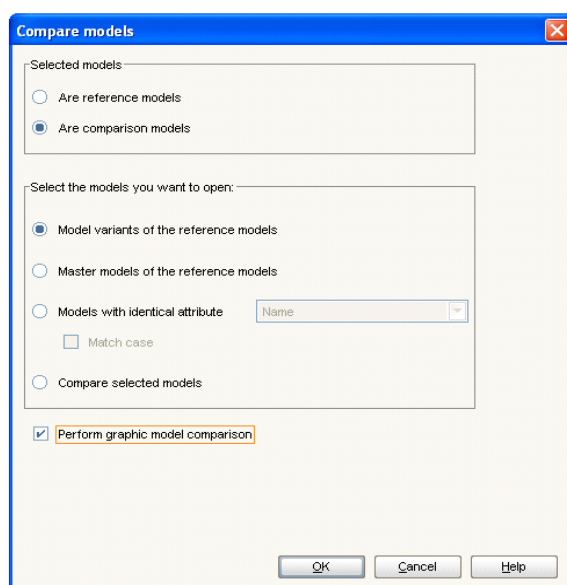 Compare models
Selected models
Are reference models
Are comparison models
Select the models you want to open:
Model variants of the reference models
Master models of the reference models
Models with identical attribute Name
Match case
Compare selected models
Perform graphic model comparison
OK Cancel Help